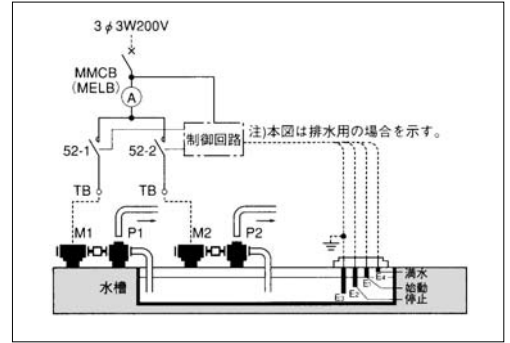 3φ3W200V
MMCB
(MELB)
A
制御回路
注)本図は排水用の場合を示す。
52-1
52-2
TB
TB
M1
P1
M2
P2
水槽
E3
E2
E1
E4
満水
始動
停止